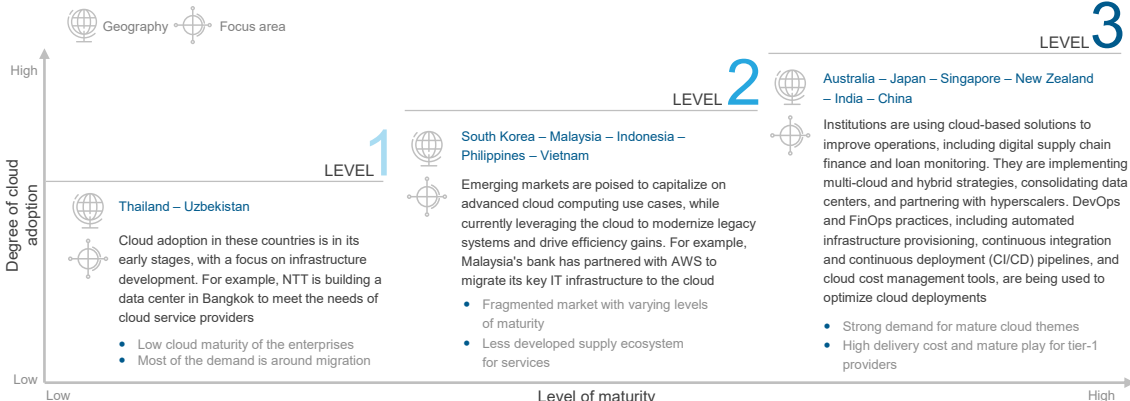 Geography
Focus area
High
Degree of cloud
adoption
Low
Low
Level of maturity
High
LEVEL 1
Thailand – Uzbekistan
Cloud adoption in these countries is in its
early stages, with a focus on infrastructure
development. For example, NTT is building a
data center in Bangkok to meet the needs of
cloud service providers
• Low cloud maturity of the enterprises
• Most of the demand is around migration
LEVEL 2
South Korea – Malaysia – Indonesia –
Philippines – Vietnam
Emerging markets are poised to capitalize on
advanced cloud computing use cases, while
currently leveraging the cloud to modernize legacy
systems and drive efficiency gains. For example,
Malaysia's bank has partnered with AWS to
migrate its key IT infrastructure to the cloud
• Fragmented market with varying levels
of maturity
• Less developed supply ecosystem
for services
LEVEL 3
Australia – Japan – Singapore – New Zealand
– India – China
Institutions are using cloud-based solutions to
improve operations, including digital supply chain
finance and loan monitoring. They are implementing
multi-cloud and hybrid strategies, consolidating data
centers, and partnering with hyperscalers. DevOps
and FinOps practices, including automated
infrastructure provisioning, continuous integration
and continuous deployment (CI/CD) pipelines, and
cloud cost management tools, are being used to
optimize cloud deployments
• Strong demand for mature cloud themes
• High delivery cost and mature play for tier-1
providers